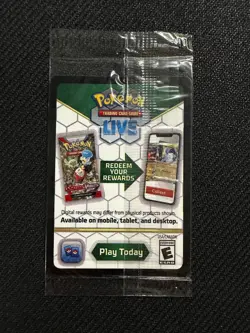 Pokémon
TRADING CARD GAME
LIVE
REDEEM
YOUR
REWARDS
Digital rewards may differ from physical products shown.
Available on mobile, tablet, and desktop.
Play Today
E